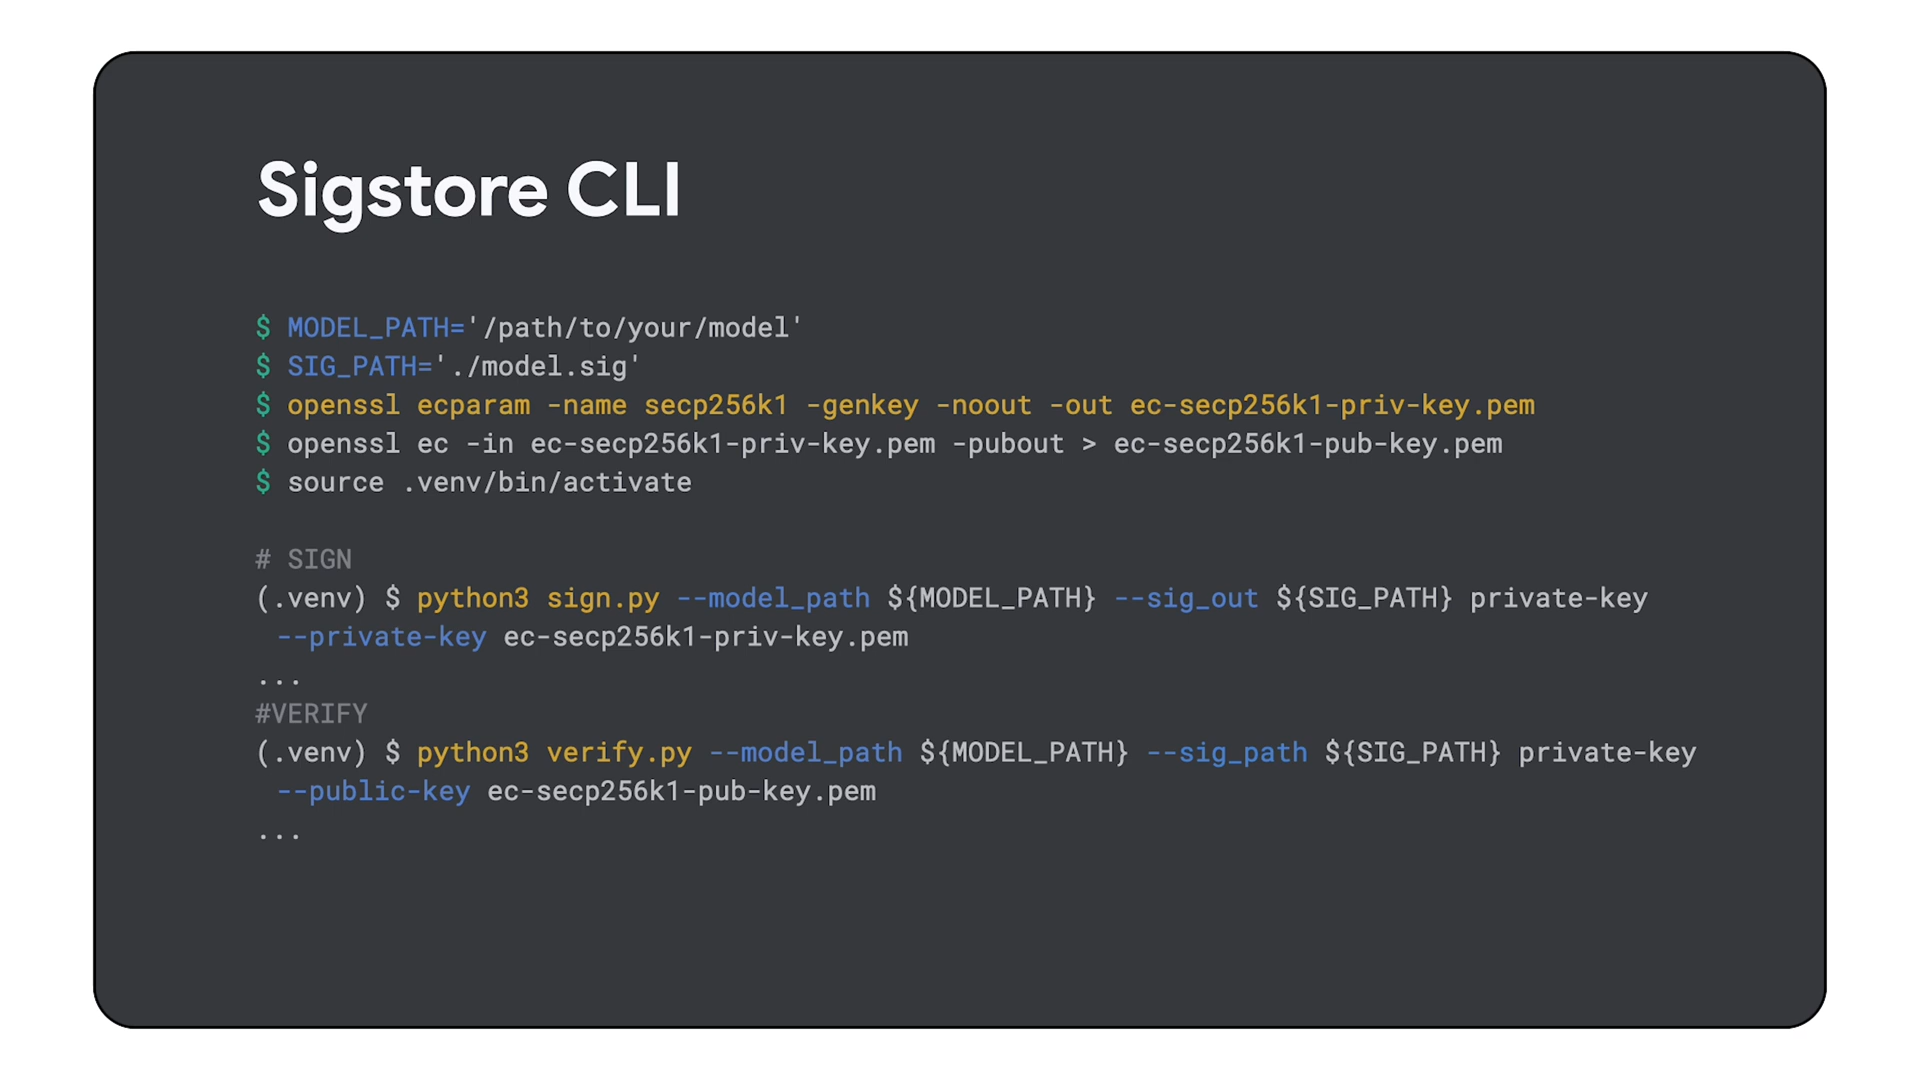 Sigstore CLI
$ MODEL_PATH='/path/to/your/model'
$ SIG_PATH='./model.sig'
$ openssl ecparam -name secp256k1 -genkey -noout -out ec-secp256k1-priv-key.pem
$ openssl ec -in ec-secp256k1-priv-key.pem -pubout > ec-secp256k1-pub-key.pem
$ source .venv/bin/activate
# SIGN
(.venv) $ python3 sign.py --model_path ${MODEL_PATH} --sig_out ${SIG_PATH} private-key
--private-key ec-secp256k1-priv-key.pem
...
#VERIFY
(.venv) $ python3 verify.py --model_path ${MODEL_PATH} --sig_path ${SIG_PATH} private-key
--public-key ec-secp256k1-pub-key.pem
...